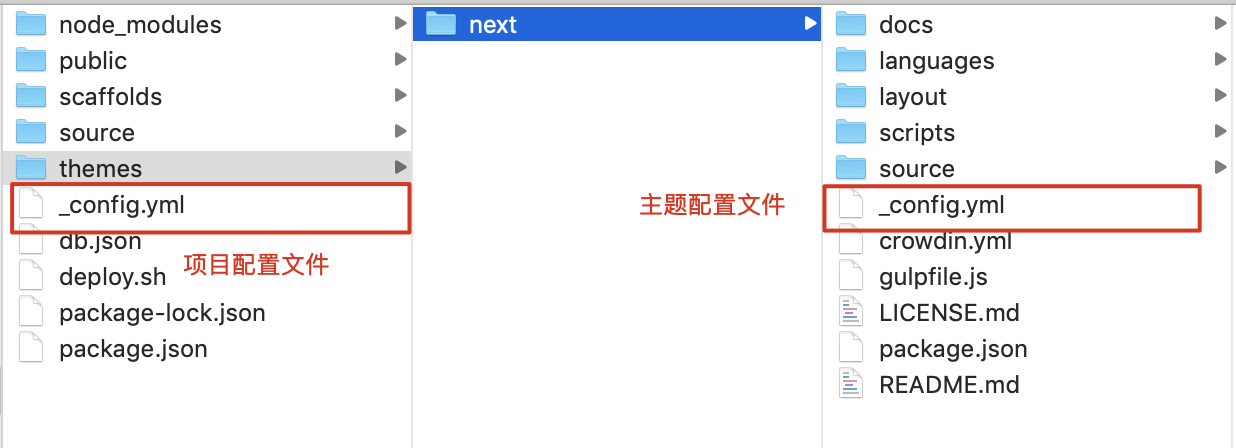 node_modules
public
scaffolds
source
themes
_config.yml
db.json
项目配置文件
deploy.sh
package-lock.json
package.json
next
主题配置文件
docs
languages
layout
scripts
source
_config.yml
crowdin.yml
gulpfile.js
LICENSE.md
package.json
README.md